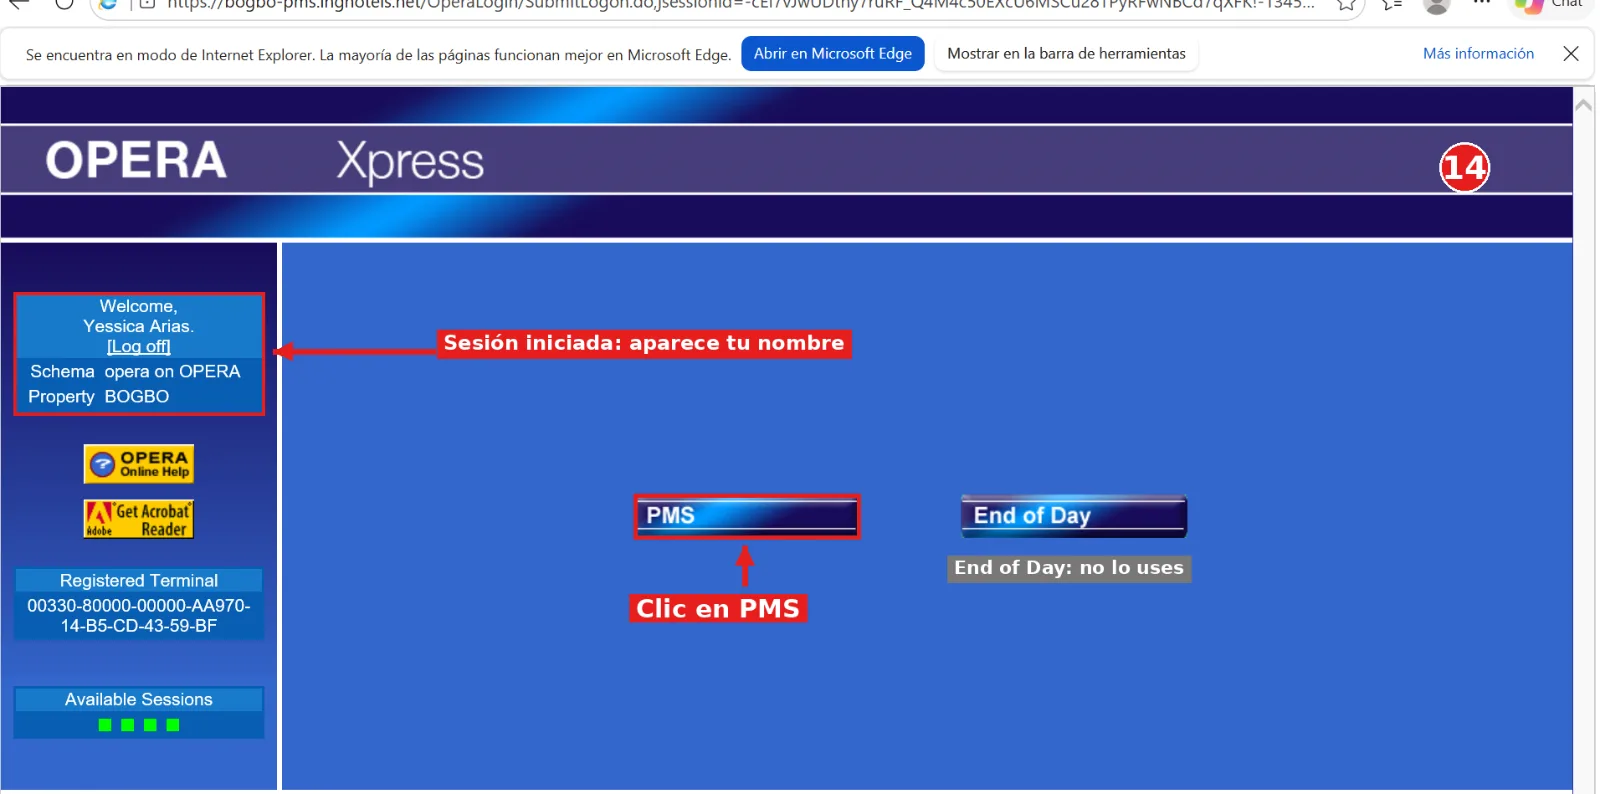 Chat
Se encuentra en modo de Internet Explorer. La mayoría de las páginas funcionan mejor en Microsoft Edge.
Abrir en Microsoft Edge
Mostrar en la barra de herramientas
Más información
OPERA Xpress
14
Welcome,
Yessica Arias.
[Log off]
Schema opera on OPERA
Property BOGBO
Sesión iniciada: aparece tu nombre
OPERA
Online Help
Get Acrobat
Adobe Reader
PMS
End of Day
End of Day: no lo uses
Clic en PMS
Registered Terminal
00330-80000-00000-AA970-
14-B5-CD-43-59-BF
Available Sessions